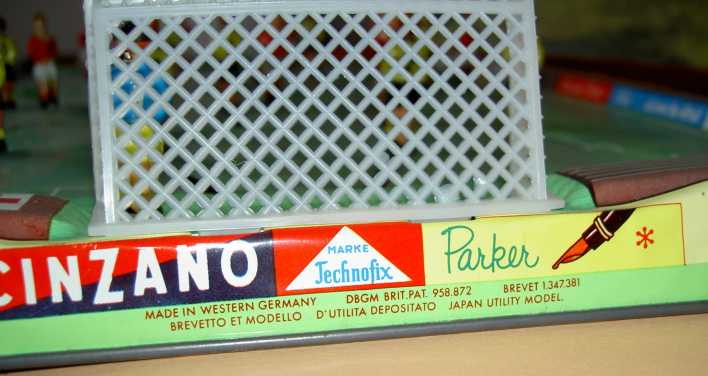 CINZANO
MARKE
Technofix
Parker
MADE IN WESTERN GERMANY DBGM BRIT.PAT. 958.872 BREVET 1.347.381
BREVETTO ET MODELLO D'UTILITA DEPOSITATO JAPAN UTILITY MODEL.